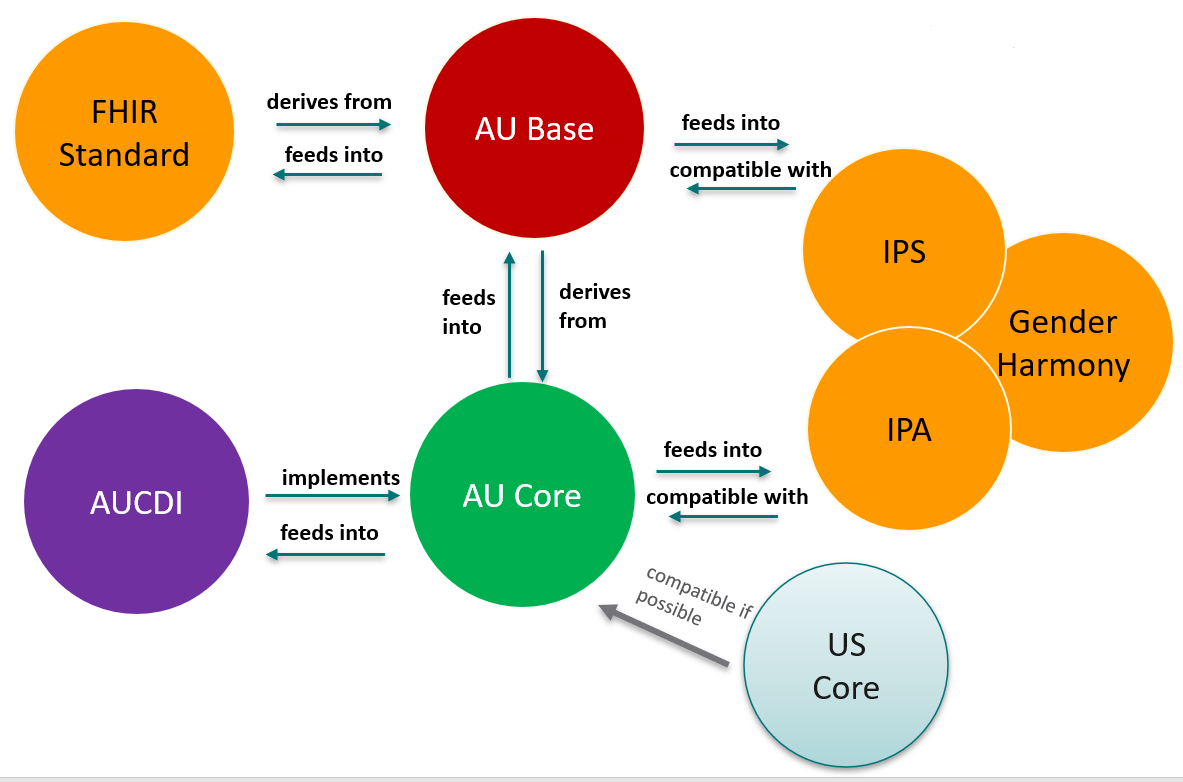 FHIR
Standard
derives from
feeds into
AU Base
feeds into
compatible with
IPS
Gender
Harmony
IPA
feeds
into
derives
from
AUCDI
implements
feeds into
AU Core
feeds into
compatible with
compatible if
possible
US
Core